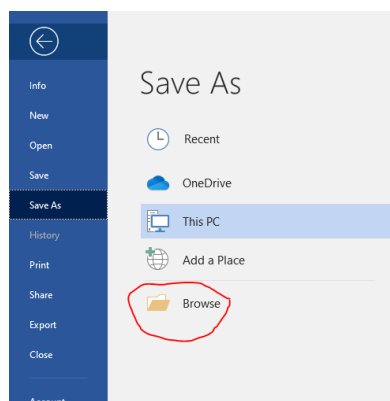 Info
New
Open
Save
Save As
History
Print
Share
Export
Close
Account
Save As
Recent
OneDrive
This PC
Add a Place
Browse